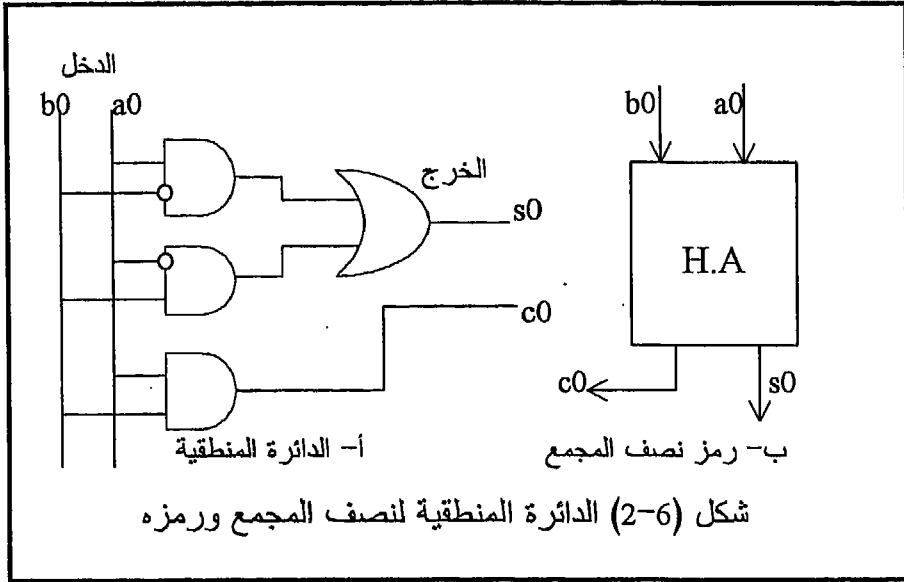 الدخل
b0 a0
الخرج
s0
c0
b0 a0
H.A
c0 s0
أ- الدائرة المنطقية
ب- رمز نصف المجمع
شكل (6-2) الدائرة المنطقية لنصف المجمع ورمزه